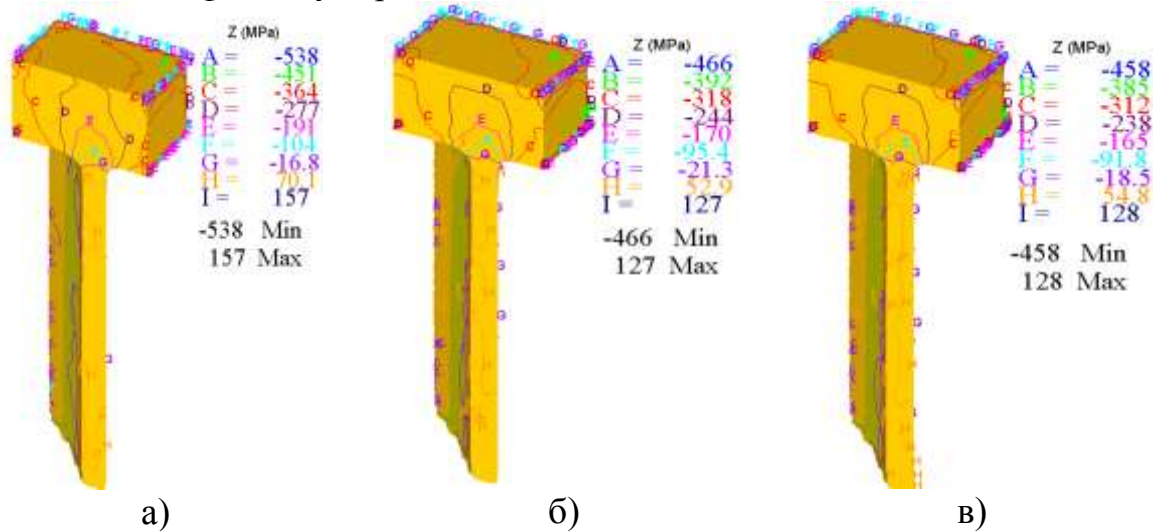 Z (MPa)
A = -538
B = -451
C = -364
D = -277
E = -191
F = -104
G = -16.8
H = 70.1
I = 157
-538 Min
157 Max
а)
Z (MPa)
A = -466
B = -392
C = -318
D = -244
E = -170
F = -95.4
G = -21.3
H = 52.9
I = 127
-466 Min
127 Max
б)
Z (MPa)
A = -458
B = -385
C = -312
D = -238
E = -165
F = -91.8
G = -18.5
H = 54.8
I = 128
-458 Min
128 Max
в)